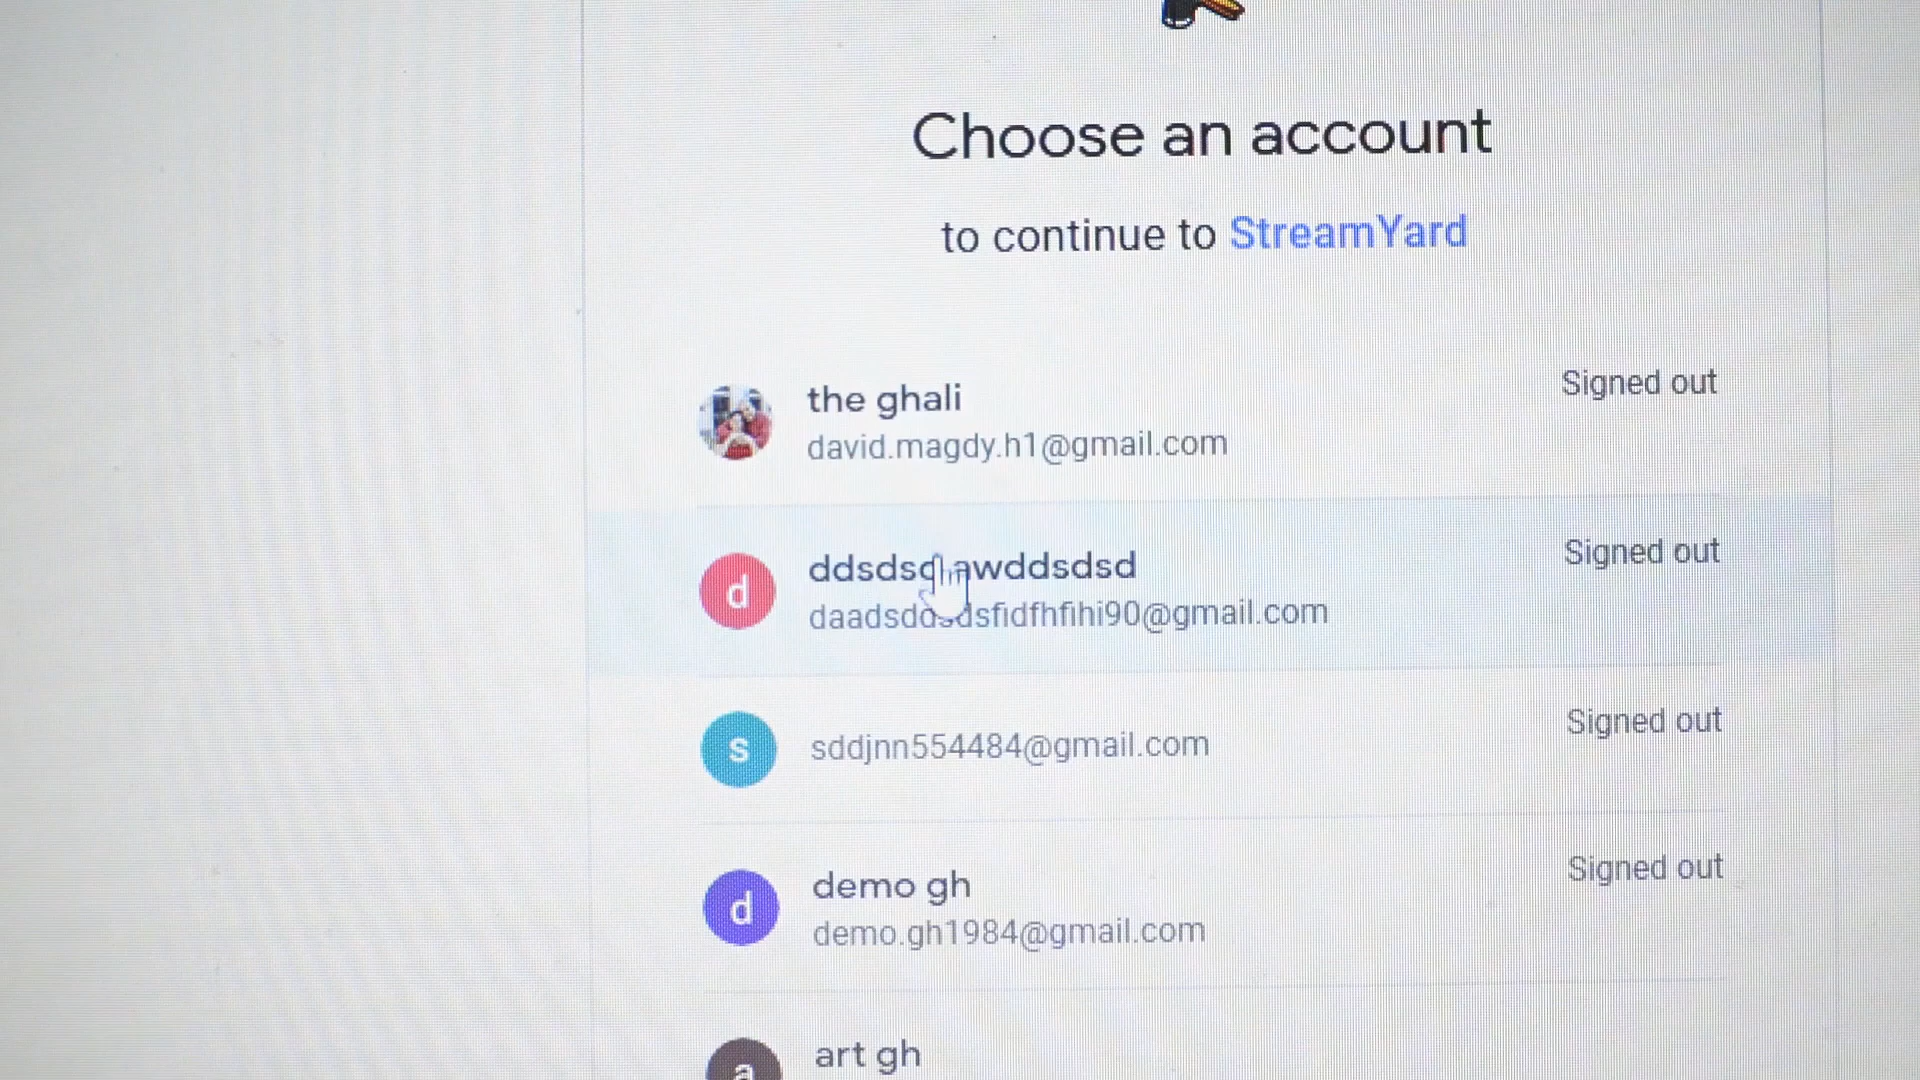 Choose an account
to continue to StreamYard
the ghali
david.magdy.h1@gmail.com
Signed out
Signed out
d
s
sddjnn554484@gmail.com
Signed out
d
demo gh
demo.gh1984@gmail.com
Signed out
a
art gh